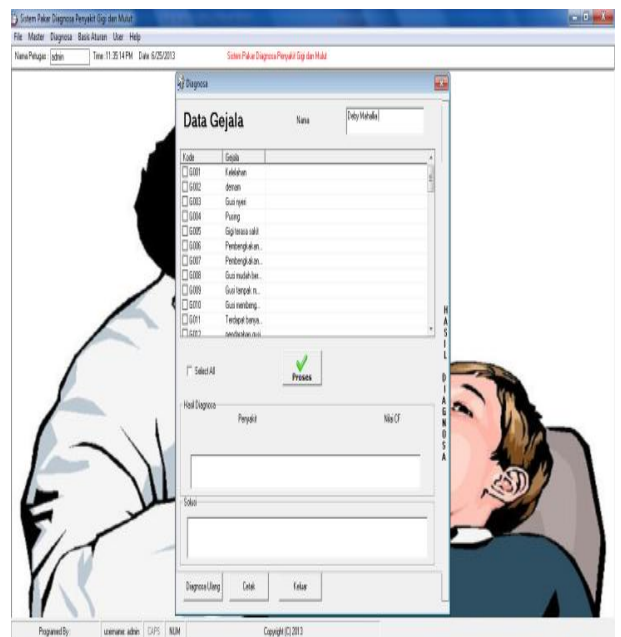 Sistem Pakar Diagnosa Penyakit Gigi dan Mulut
File Master Diagnosa Basis Aturan User Help
Nama Petugas admin Time :11:35:14 PM Date :6/25/2013 Sistem Pakar Diagnosa Penyakit Gigi dan Mulut
Diagnosa
Data Gejala Nama Deby Mahalia
Kode Gejala
G001 Kelelahan
G002 demam
G003 Gusi nyeri
G004 Pusing
G005 Gigi terasa sakit
G006 Pembengkakan...
G007 Pembengkakan...
G008 Gusi mudah ber...
G009 Gusi tampak m...
G010 Gusi membeng...
G011 Terdapat banya...
G012 pendarahan gusi
Select All Proses
HASIL DIAGNOSA
Hasil Diagnosa
Penyakit Nilai CF
Solusi
Diagnosa Ulang Cetak Keluar
Programed By: username: admin CAPS NUM Copyright (C) 2013